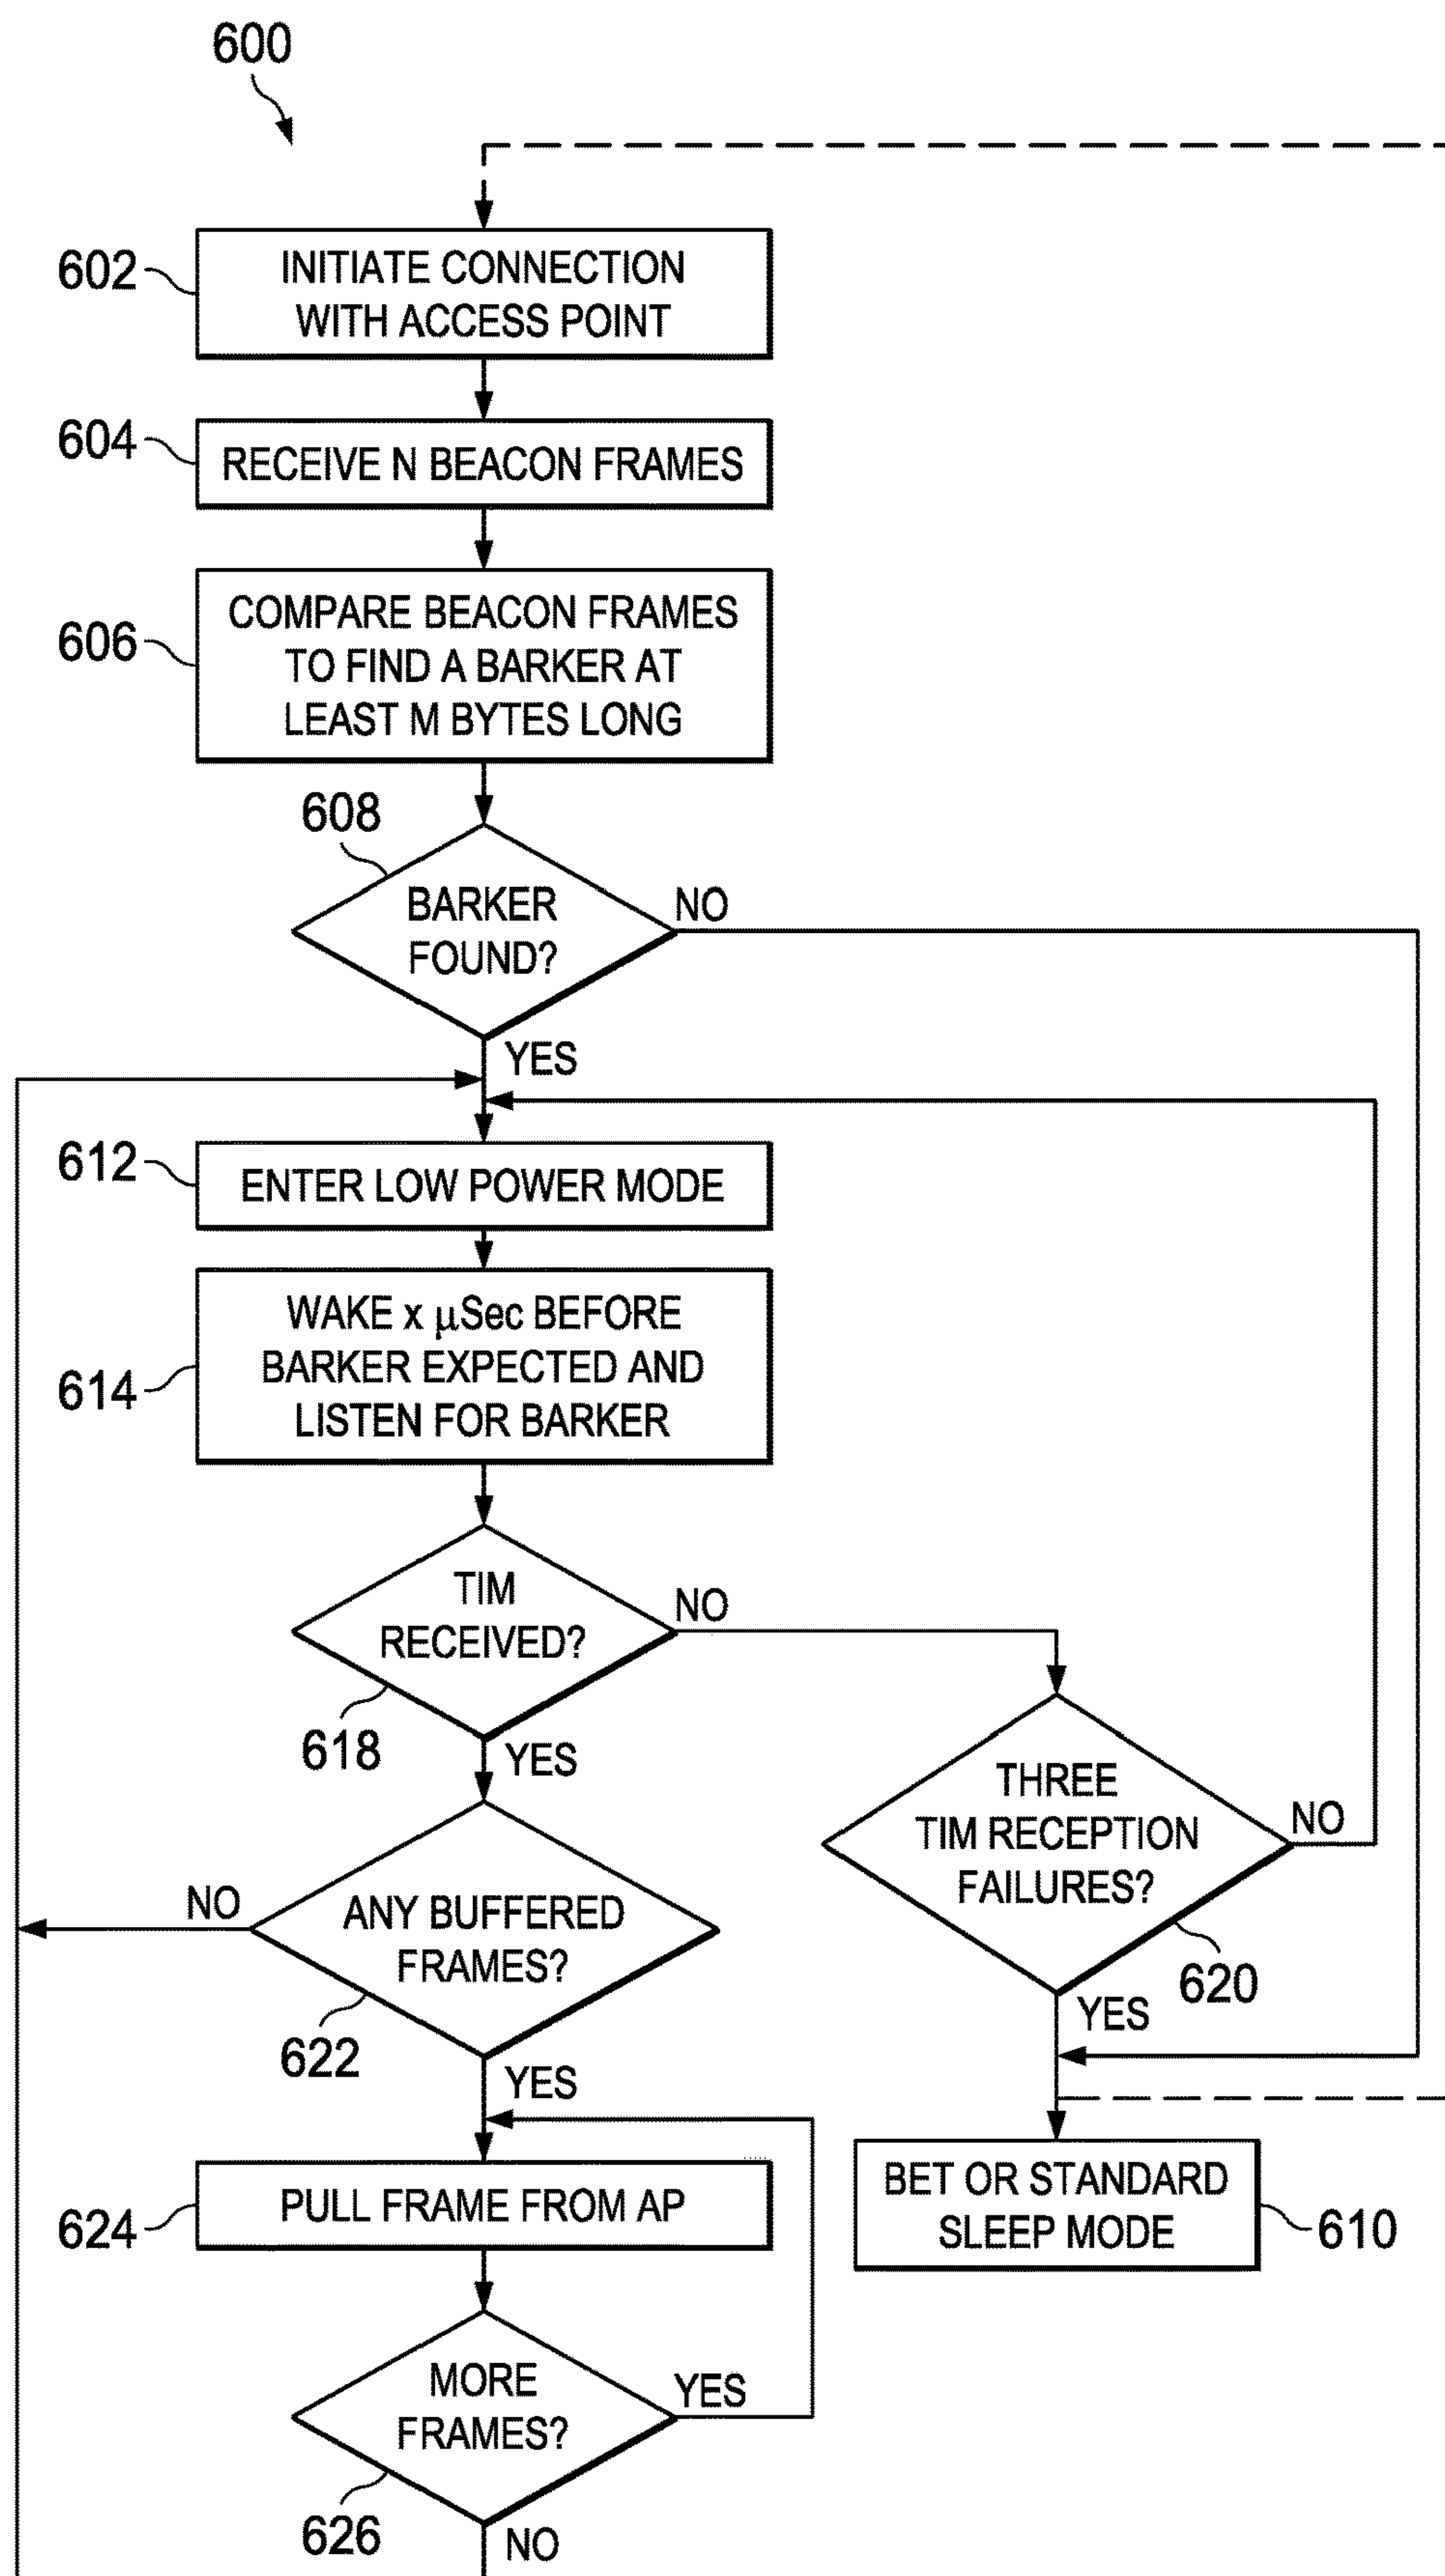 600
602
INITIATE CONNECTION
WITH ACCESS POINT
604
RECEIVE N BEACON FRAMES
606
COMPARE BEACON FRAMES
TO FIND A BARKER AT
LEAST M BYTES LONG
608
BARKER
FOUND?
NO
YES
612
ENTER LOW POWER MODE
614
WAKE x μSec BEFORE
BARKER EXPECTED AND
LISTEN FOR BARKER
TIM
RECEIVED?
NO
618
YES
THREE
TIM RECEPTION
FAILURES?
NO
620
YES
ANY BUFFERED
FRAMES?
NO
622
YES
624
PULL FRAME FROM AP
BET OR STANDARD
SLEEP MODE
610
MORE
FRAMES?
YES
626
NO